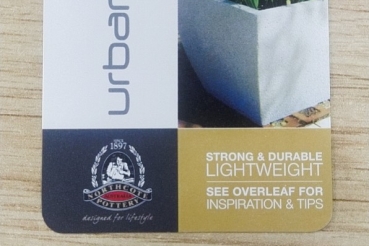 urban
SINCE
1897
NORTHCOTE
POTTERY
designed for lifestyle
STRONG & DURABLE
LIGHTWEIGHT
SEE OVERLEAF FOR
INSPIRATION & TIPS